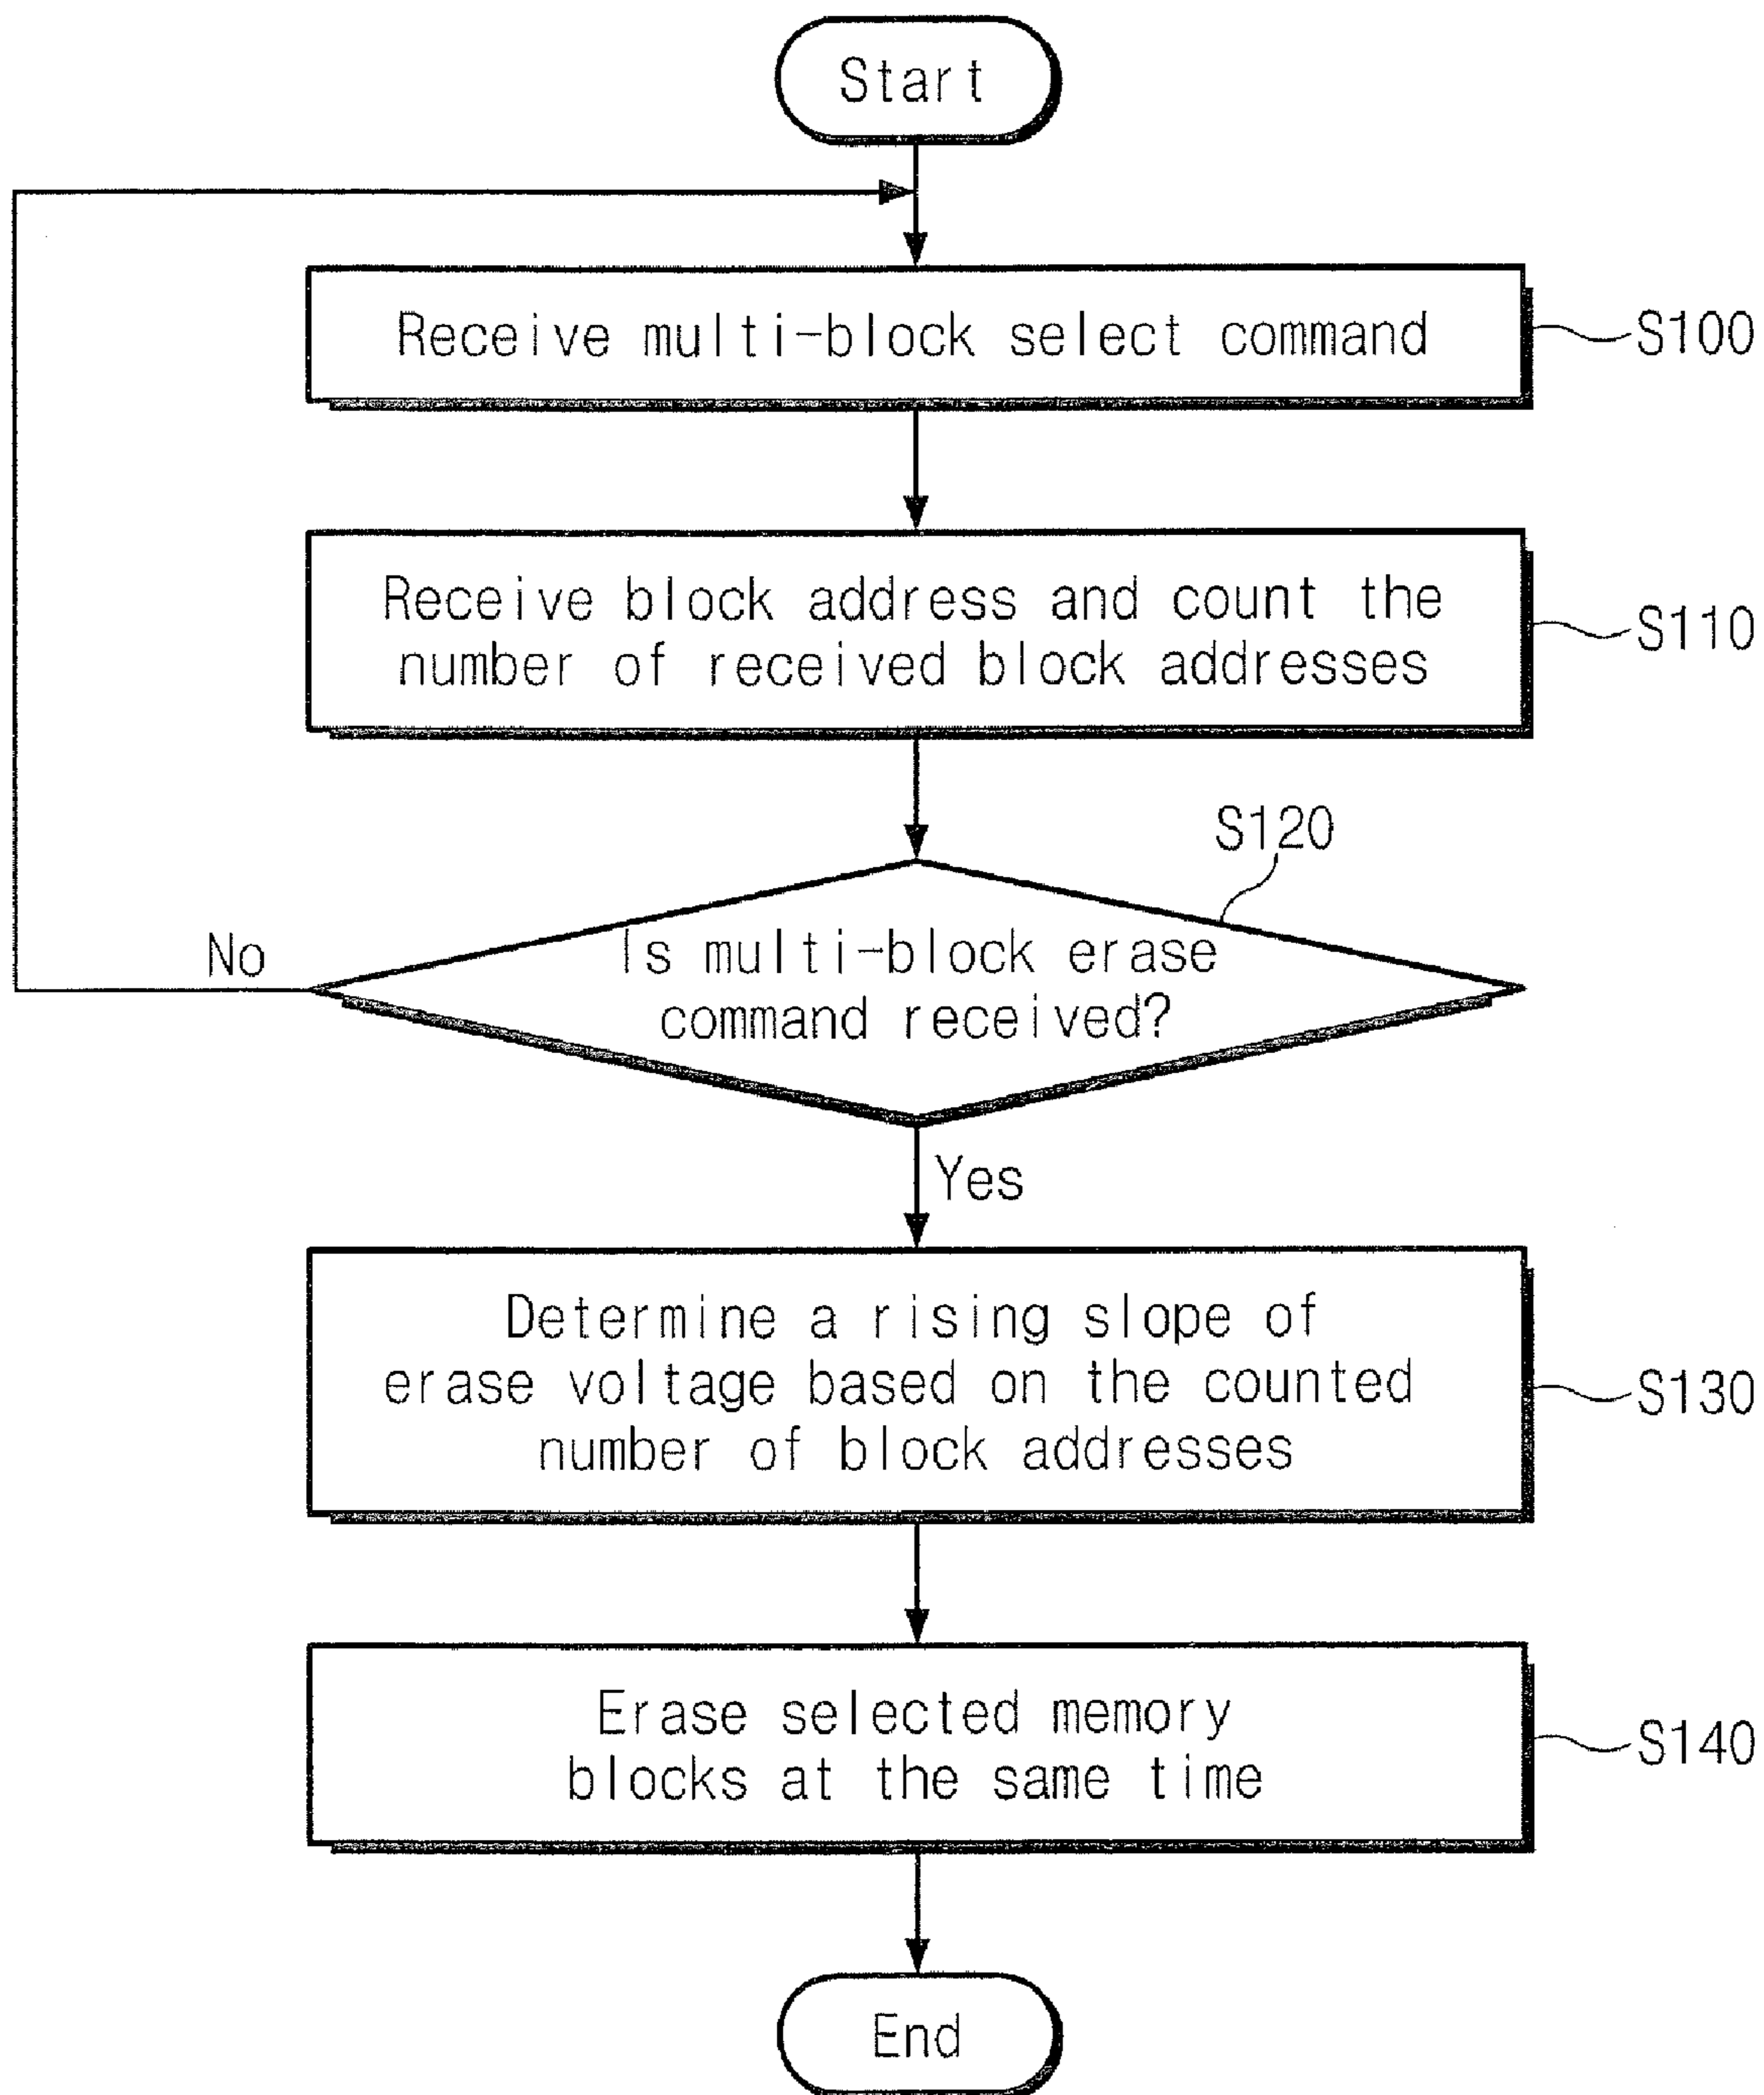 Start
Receive multi-block select command
S100
Receive block address and count the
number of received block addresses
S110
S120
No
Is multi-block erase
command received?
Yes
Determine a rising slope of
erase voltage based on the counted
number of block addresses
S130
Erase selected memory
blocks at the same time
S140
End